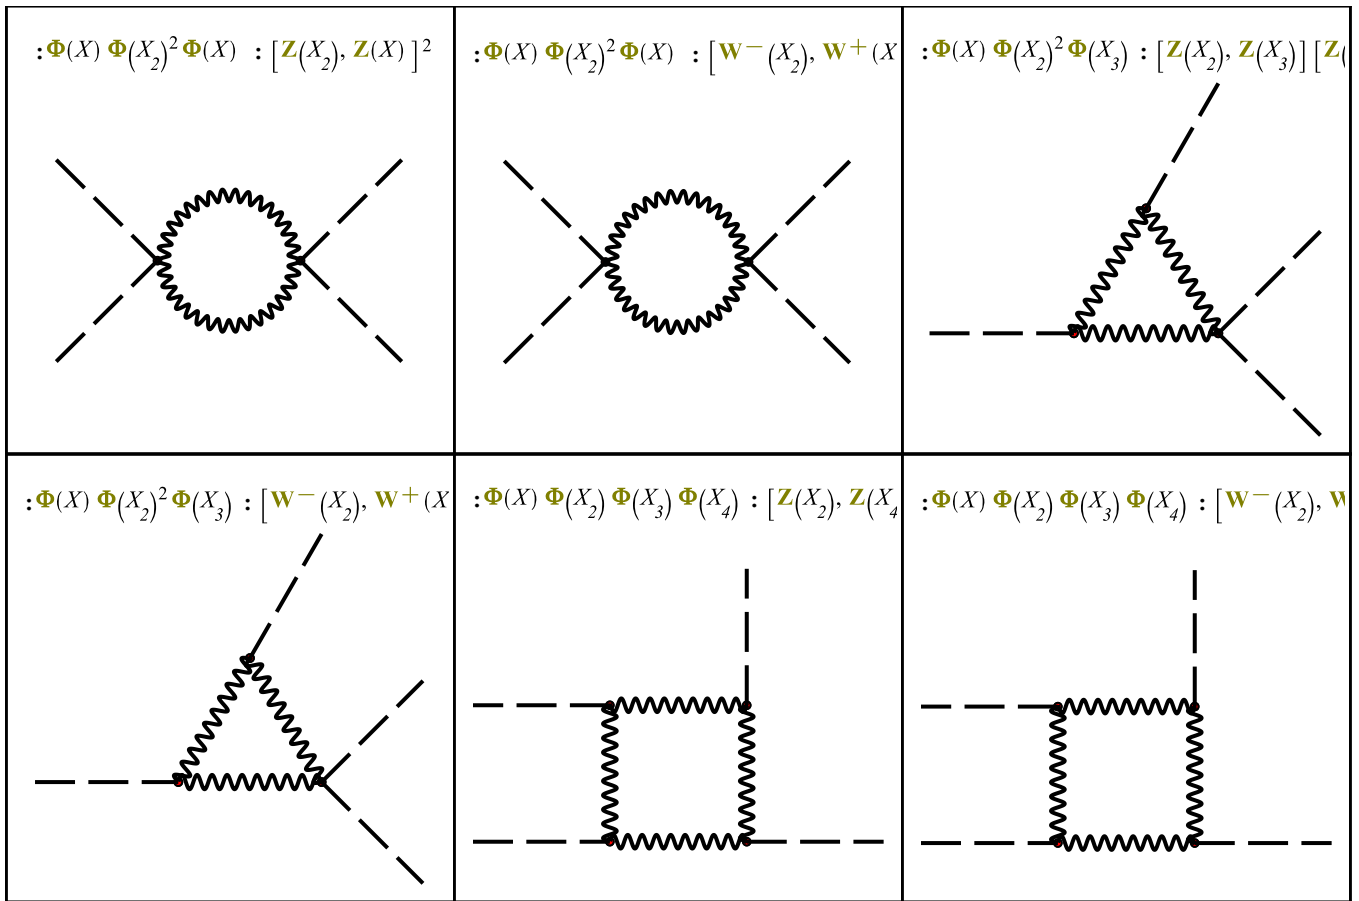 :Φ(X) Φ(X₂)² Φ(X) : [Z(X₂), Z(X) ]²
:Φ(X) Φ(X₂)² Φ(X) : [W⁻(X₂), W⁺(X
:Φ(X) Φ(X₂)² Φ(X₃) : [Z(X₂), Z(X₃)] [Z(
:Φ(X) Φ(X₂)² Φ(X₃) : [W⁻(X₂), W⁺(X
:Φ(X) Φ(X₂) Φ(X₃) Φ(X₄) : [Z(X₂), Z(X₄
:Φ(X) Φ(X₂) Φ(X₃) Φ(X₄) : [W⁻(X₂), W